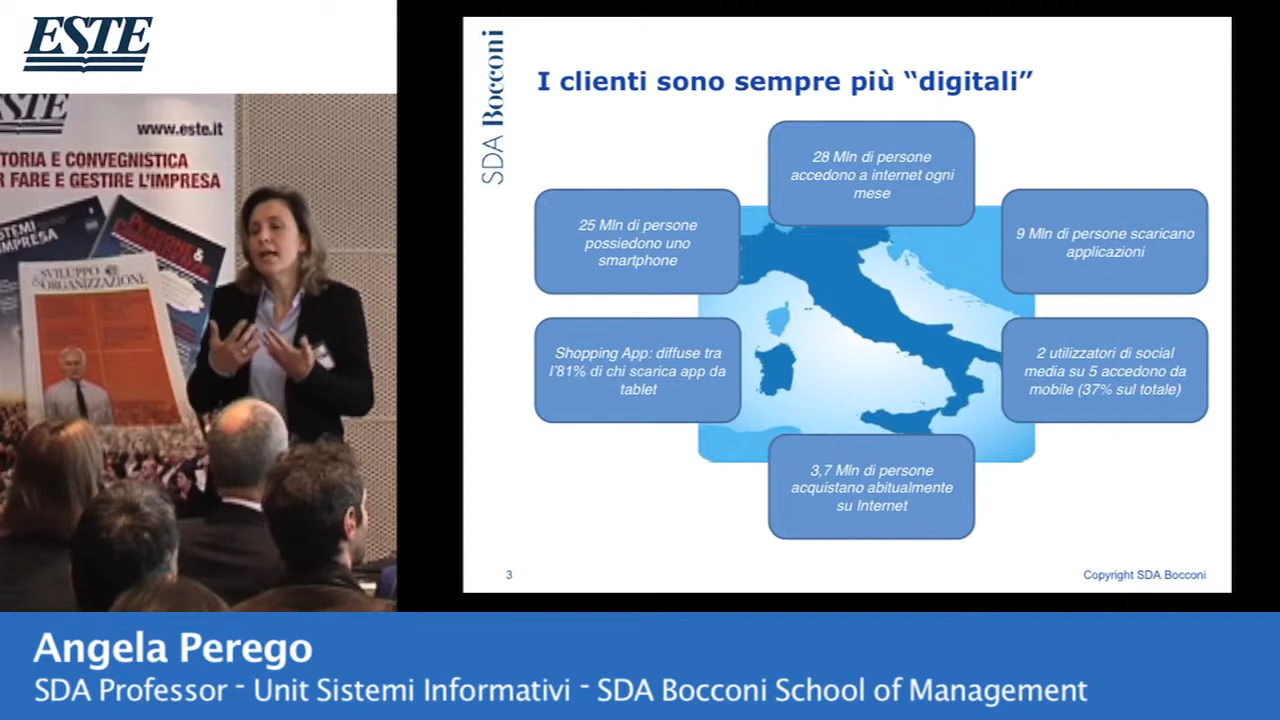 ESTE
ESTE
www.este.it
TORIA E CONVEGNISTICA
R FARE E GESTIRE L'IMPRESA
SISTEMI
IMPRESA
PERSONE &
SVILUPPO &
ORGANIZZAZIONE
SDA Bocconi
I clienti sono sempre più “digitali”
28 Mln di persone
accedono a internet ogni
mese
25 Mln di persone
possiedono uno
smartphone
9 Mln di persone scaricano
applicazioni
Shopping App: diffuse tra
l'81% di chi scarica app da
tablet
2 utilizzatori di social
media su 5 accedono da
mobile (37% sul totale)
3,7 Mln di persone
acquistano abitualmente
su Internet
3
Copyright SDA Bocconi
Angela Perego
SDA Professor - Unit Sistemi Informativi - SDA Bocconi School of Management